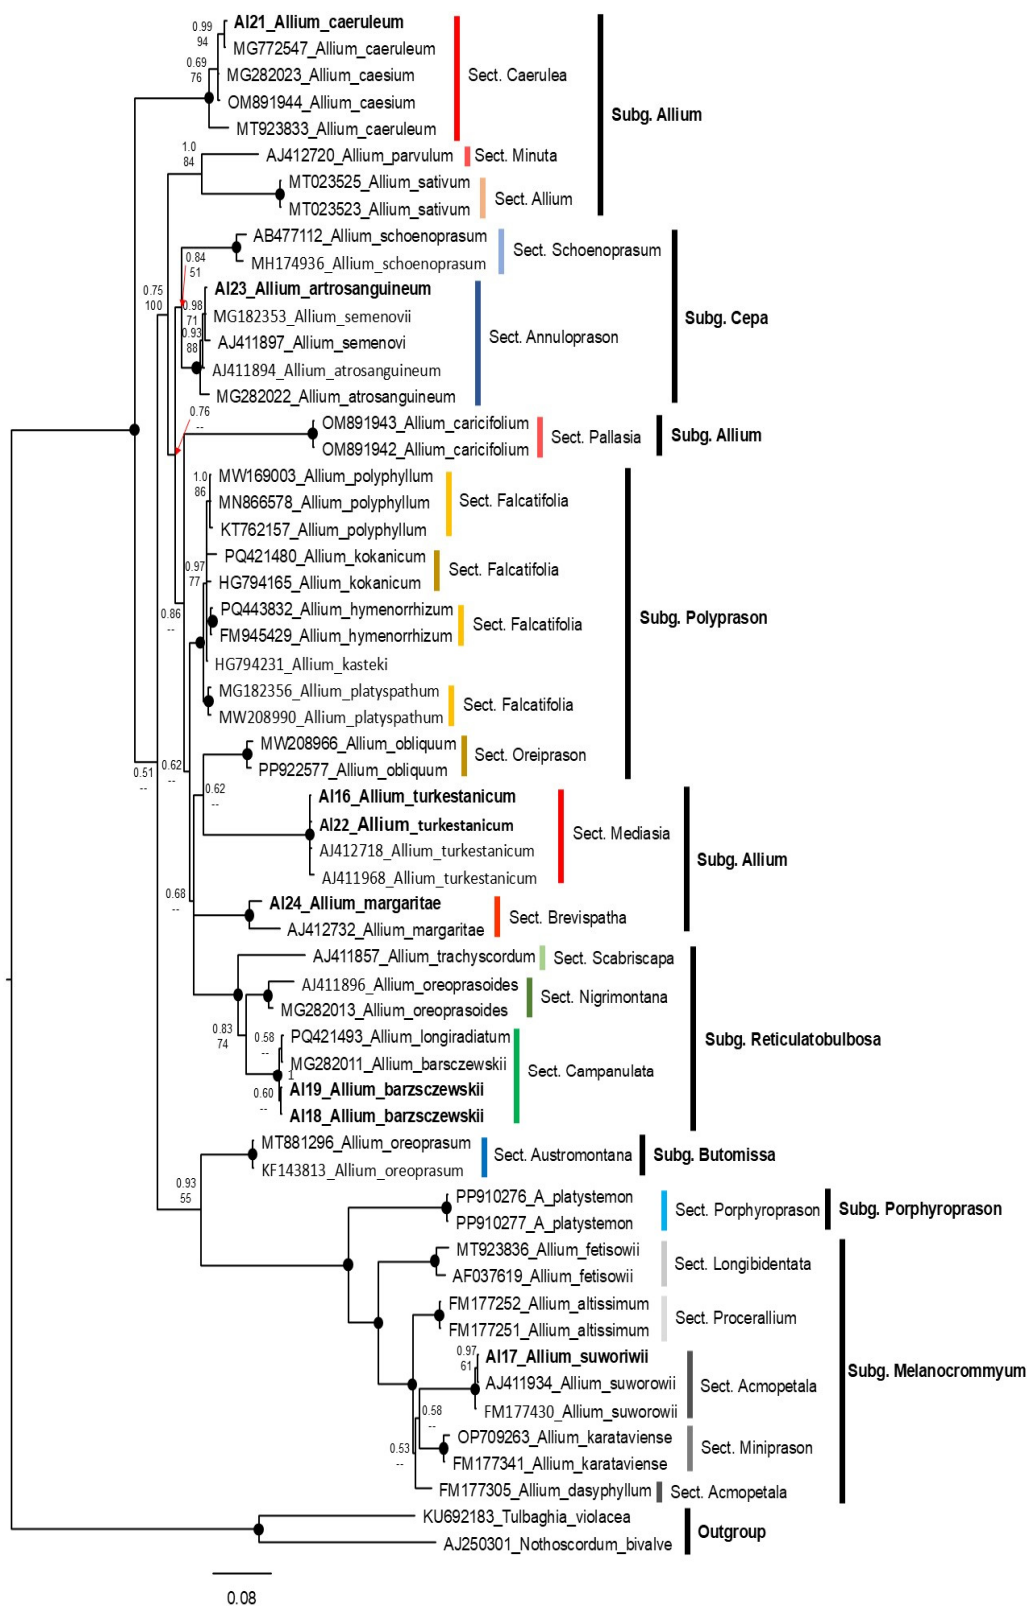 0.99
94
Al21_Allium_caeruleum
MG772547_Allium_caeruleum
0.69
76
MG282023_Allium_caesium
OM891944_Allium_caesium
MT923833_Allium_caeruleum
Sect. Caerulea
Subg. Allium
1.0
84
AJ412720_Allium_parvulum
Sect. Minuta
MT023525_Allium_sativum
MT023523_Allium_sativum
Sect. Allium
AB477112_Allium_schoenoprasum
MH174936_Allium_schoenoprasum
Sect. Schoenoprasum
0.84
51
0.75
100
Al23_Allium_artrosanguineum
0.98
71
MG182353_Allium_semenovii
0.93
88
AJ411897_Allium_semenovi
AJ411894_Allium_atrosanguineum
MG282022_Allium_atrosanguineum
Sect. Annuloprason
Subg. Cepa
0.76
--
OM891943_Allium_caricifolium
OM891942_Allium_caricifolium
Sect. Pallasia
Subg. Allium
1.0
86
MW169003_Allium_polyphyllum
MN866578_Allium_polyphyllum
KT762157_Allium_polyphyllum
Sect. Falcatifolia
0.97
77
PQ421480_Allium_kokanicum
HG794165_Allium_kokanicum
Sect. Falcatifolia
0.86
--
PQ443832_Allium_hymenorrhizum
FM945429_Allium_hymenorrhizum
Sect. Falcatifolia
Subg. Polyprason
HG794231_Allium_kasteki
MG182356_Allium_platyspathum
MW208990_Allium_platyspathum
Sect. Falcatifolia
MW208966_Allium_obliquum
PP922577_Allium_obliquum
Sect. Oreiprason
0.51
--
0.62
--
0.62
--
Al16_Allium_turkestanicum
Al22_Allium_turkestanicum
AJ412718_Allium_turkestanicum
AJ411968_Allium_turkestanicum
Sect. Mediasia
Subg. Allium
0.68
--
Al24_Allium_margaritae
AJ412732_Allium_margaritae
Sect. Brevispatha
AJ411857_Allium_trachyscordum
Sect. Scabriscapa
AJ411896_Allium_oreoprasoides
MG282013_Allium_oreoprasoides
Sect. Nigrimontana
0.83
74
0.58
--
PQ421493_Allium_longiradiatum
MG282011_Allium_barsczewskii
1
0.60
--
Al19_Allium_barzsczewskii
Al18_Allium_barzsczewskii
Sect. Campanulata
Subg. Reticulatobulbosa
MT881296_Allium_oreoprasum
KF143813_Allium_oreoprasum
Sect. Austromontana
Subg. Butomissa
0.93
55
PP910276_A_platystemon
PP910277_A_platystemon
Sect. Porphyroprason
Subg. Porphyroprason
MT923836_Allium_fetisowii
AF037619_Allium_fetisowii
Sect. Longibidentata
FM177252_Allium_altissimum
FM177251_Allium_altissimum
Sect. Procerallium
0.97
61
Al17_Allium_suworiwii
AJ411934_Allium_suworowii
FM177430_Allium_suworowii
Sect. Acmopetala
Subg. Melanocrommyum
0.58
--
OP709263_Allium_karataviense
FM177341_Allium_karataviense
Sect. Miniprason
0.53
--
FM177305_Allium_dasyphyllum
Sect. Acmopetala
KU692183_Tulbaghia_violacea
AJ250301_Nothoscordum_bivalve
Outgroup
0.08